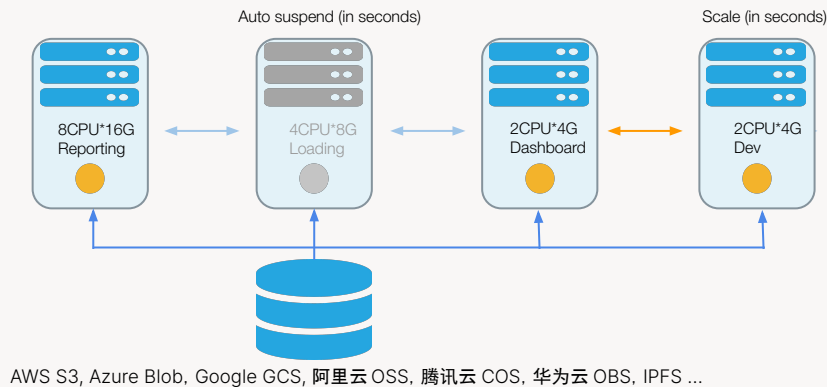 Auto suspend (in seconds)
Scale (in seconds)
8CPU*16G
Reporting
4CPU*8G
Loading
2CPU*4G
Dashboard
2CPU*4G
Dev
AWS S3, Azure Blob, Google GCS, 阿里云 OSS, 腾讯云 COS, 华为云 OBS, IPFS ...